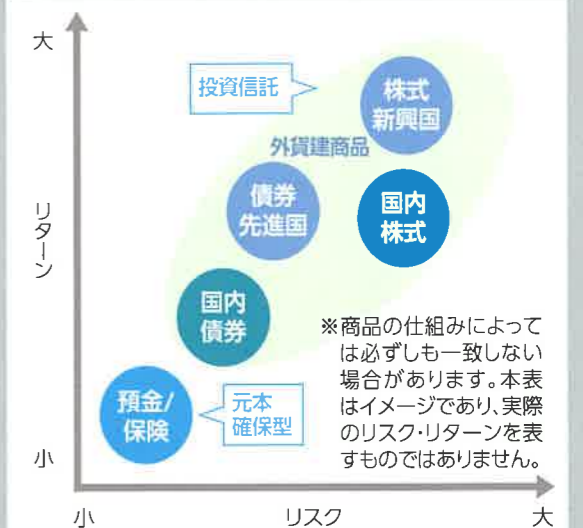 大
投資信託
株式
新興国
外貨建商品
債券
先進国
国内
株式
リターン
国内
債券
※商品の仕組みによって
は必ずしも一致しない
場合があります。本表
はイメージであり、実際
のリスク・リターンを表
すものではありません。
預金/
保険
元本
確保型
小
小
リスク
大